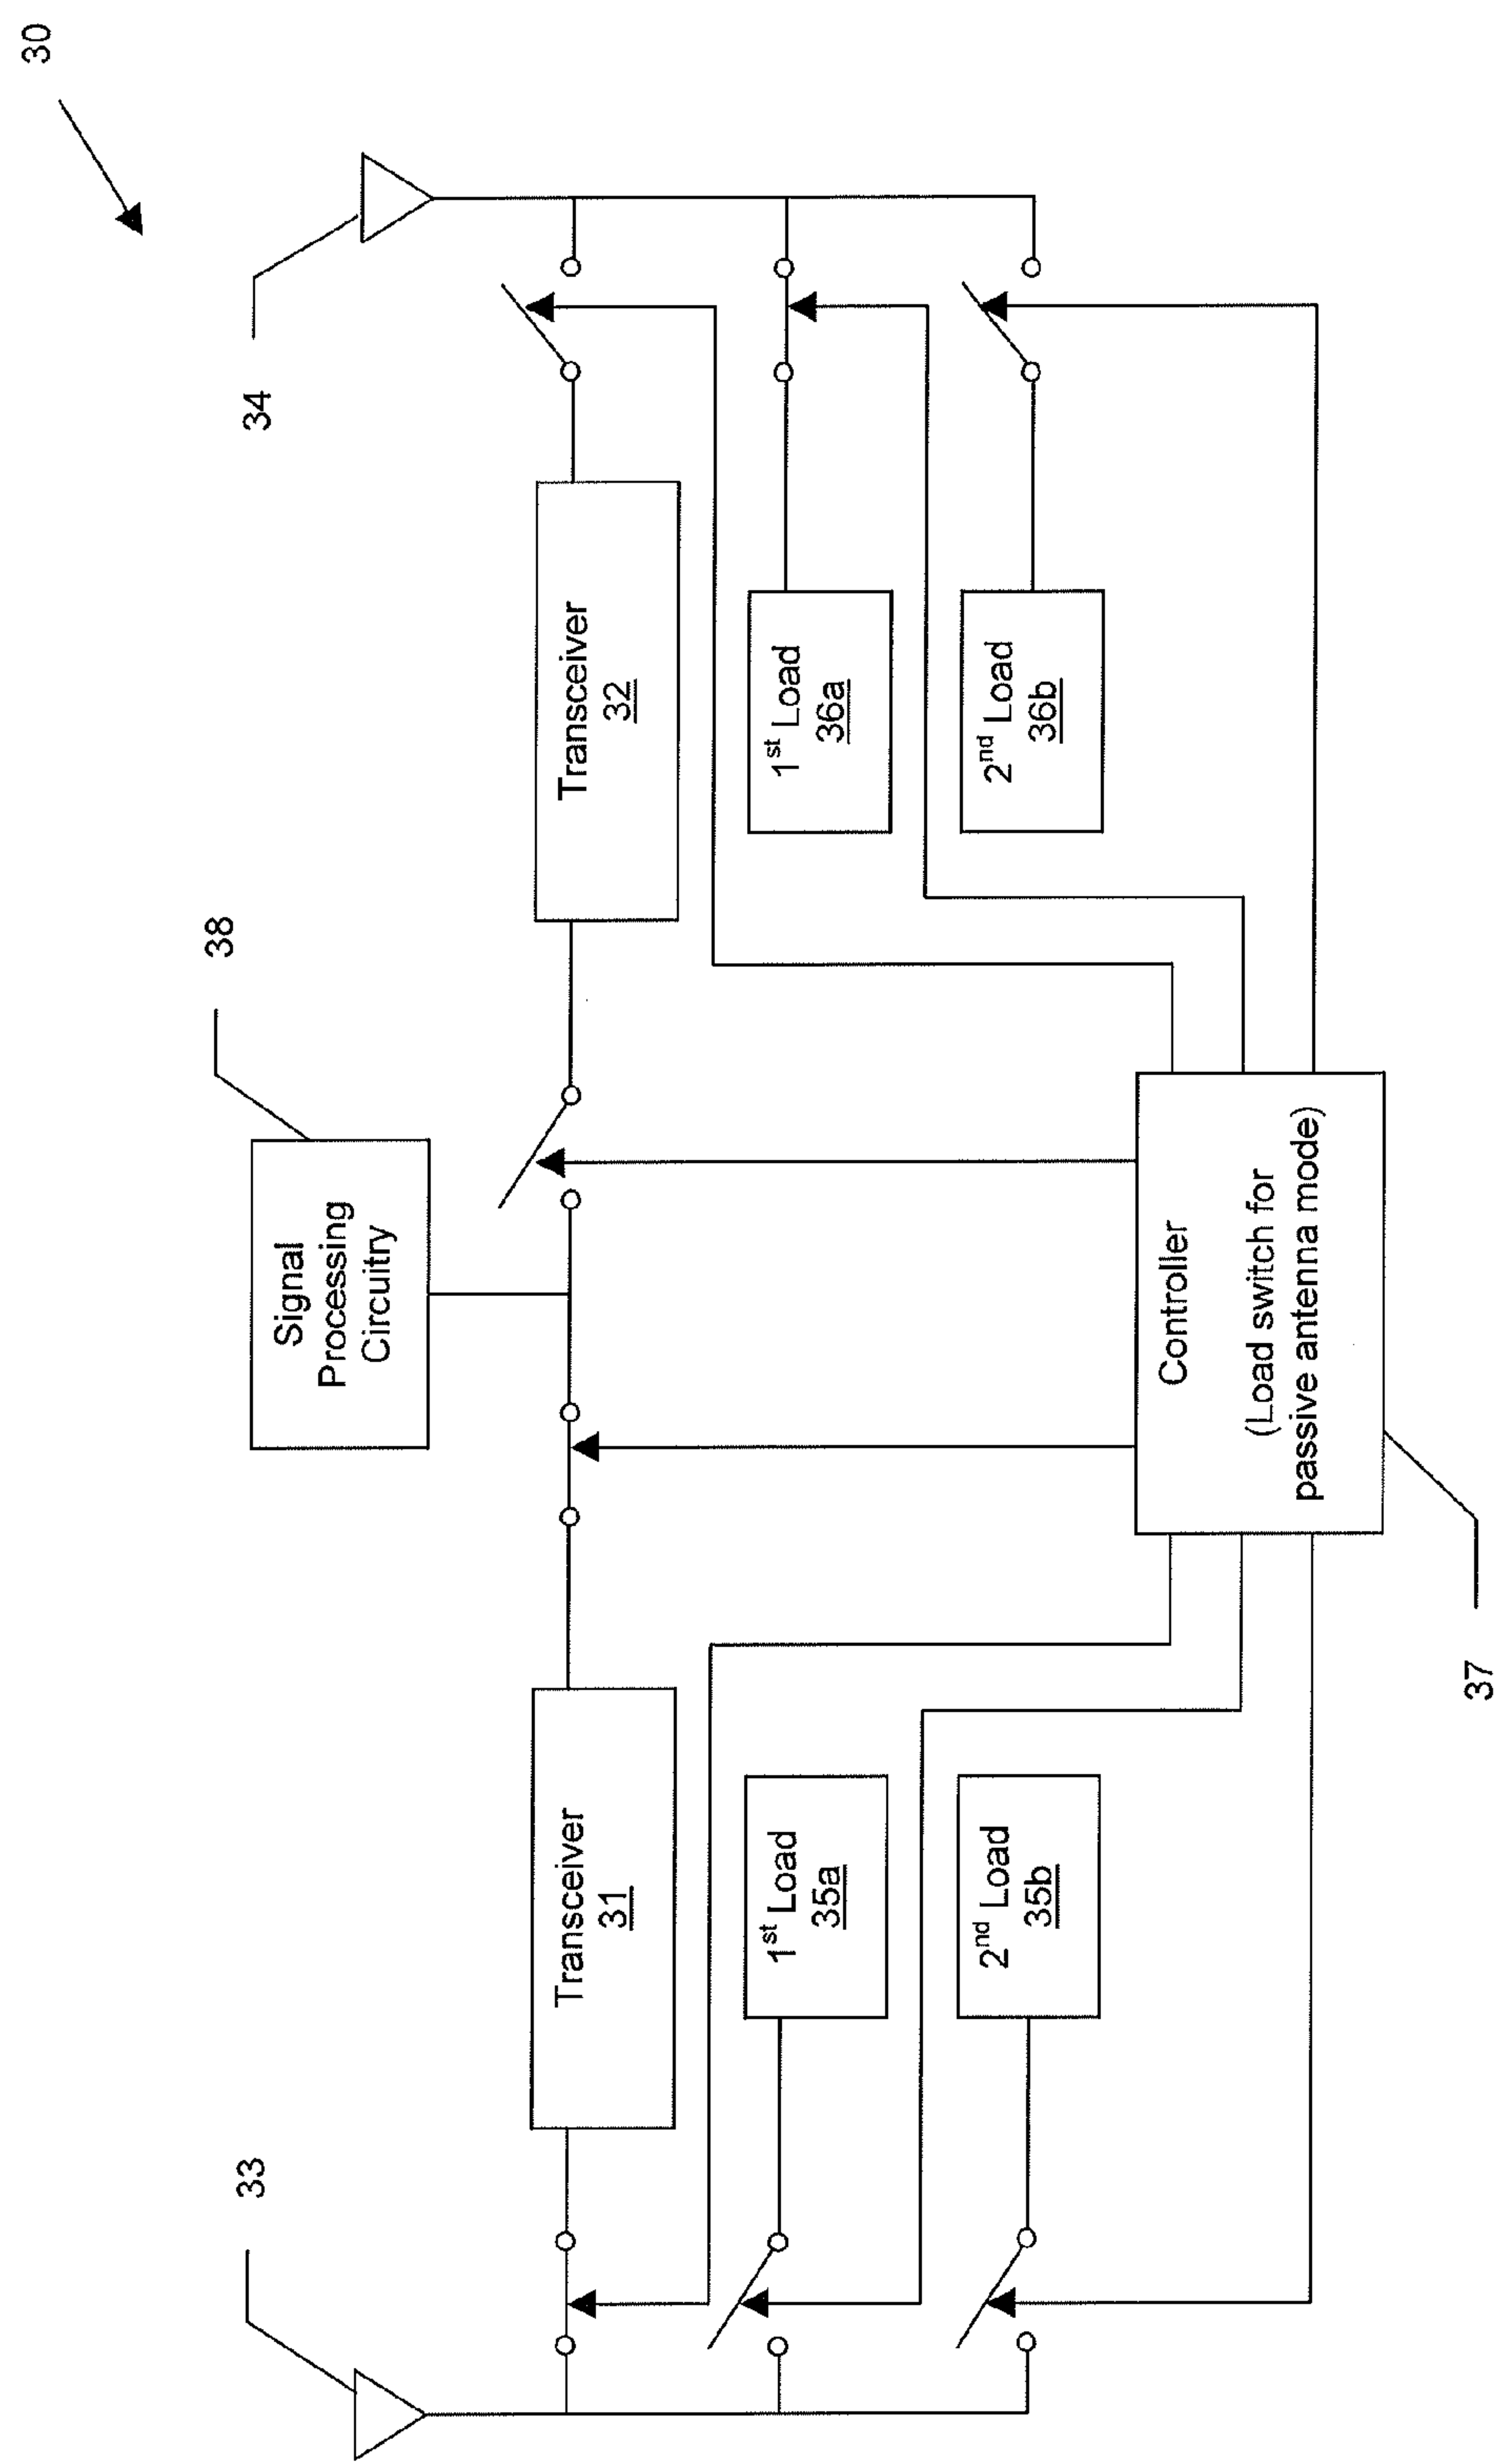 30
34
38
33
Signal
Processing
Circuitry
Transceiver
31
Transceiver
32
1st Load
35a
1st Load
36a
2nd Load
35b
2nd Load
36b
Controller
(Load switch for
passive antenna mode)
37